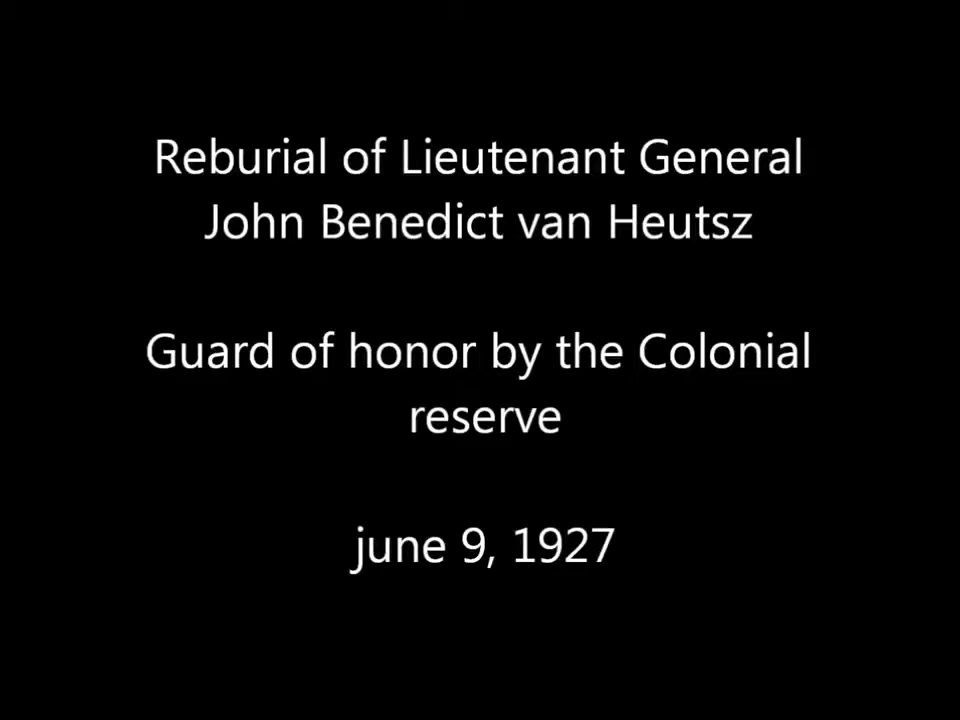 Reburial of Lieutenant General
John Benedict van Heutsz
Guard of honor by the Colonial
reserve
june 9, 1927